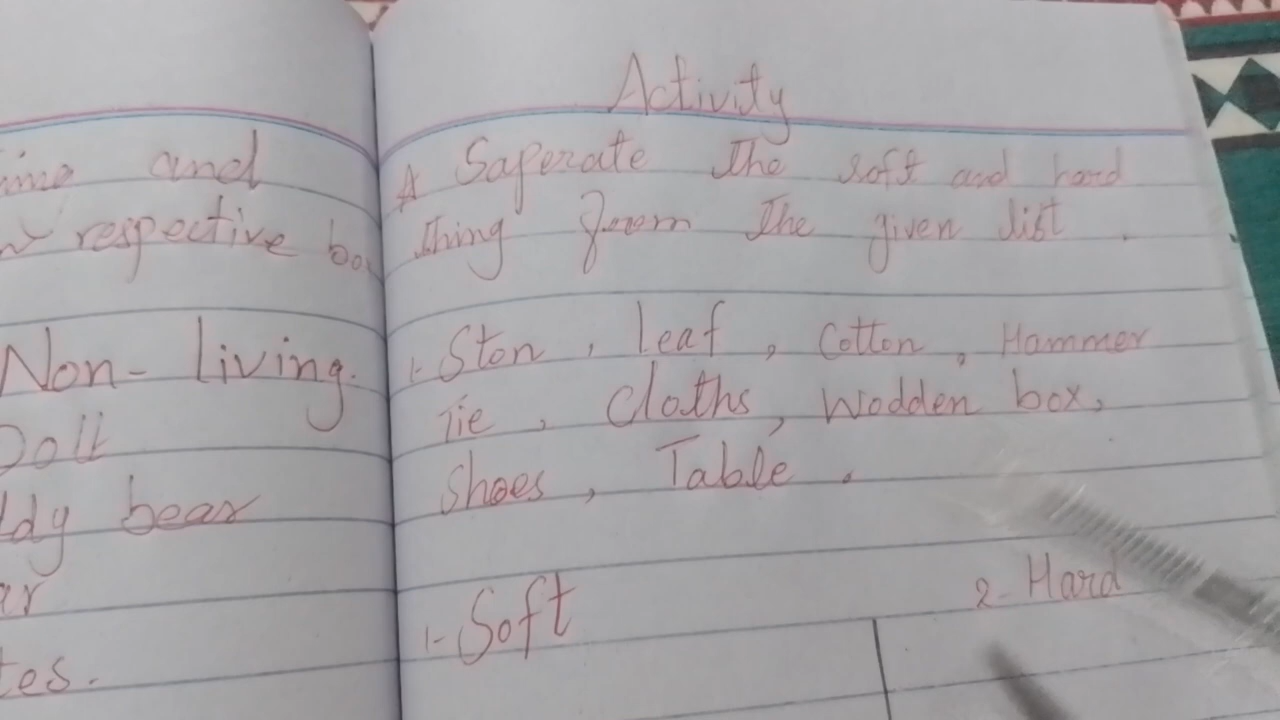 and
respective box
Non-living.
Doll
bear
Activity
A Saperate The soft and hard
thing from The given list .
1- Ston , leaf , Cotton , Hammer
Tie , Cloths , Wodden box ,
Shoes , Table .
1- Soft
2- Hard